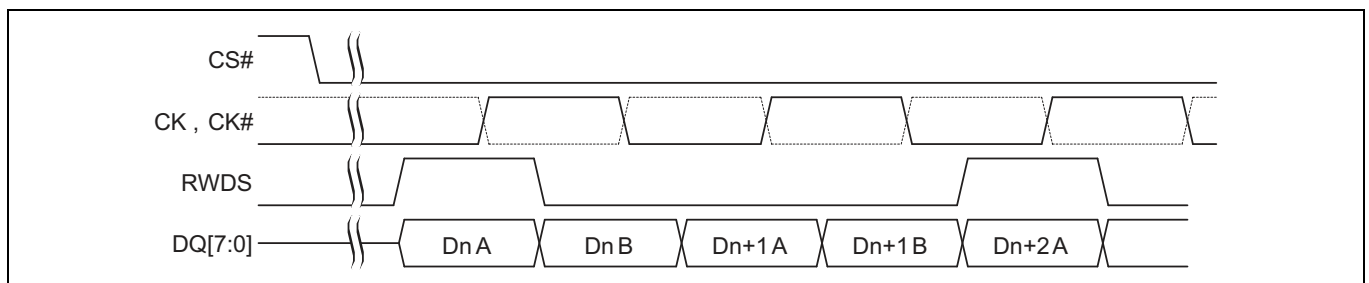 CS#
CK , CK#
RWDS
DQ[7:0] Dn A Dn B Dn+1 A Dn+1 B Dn+2 A